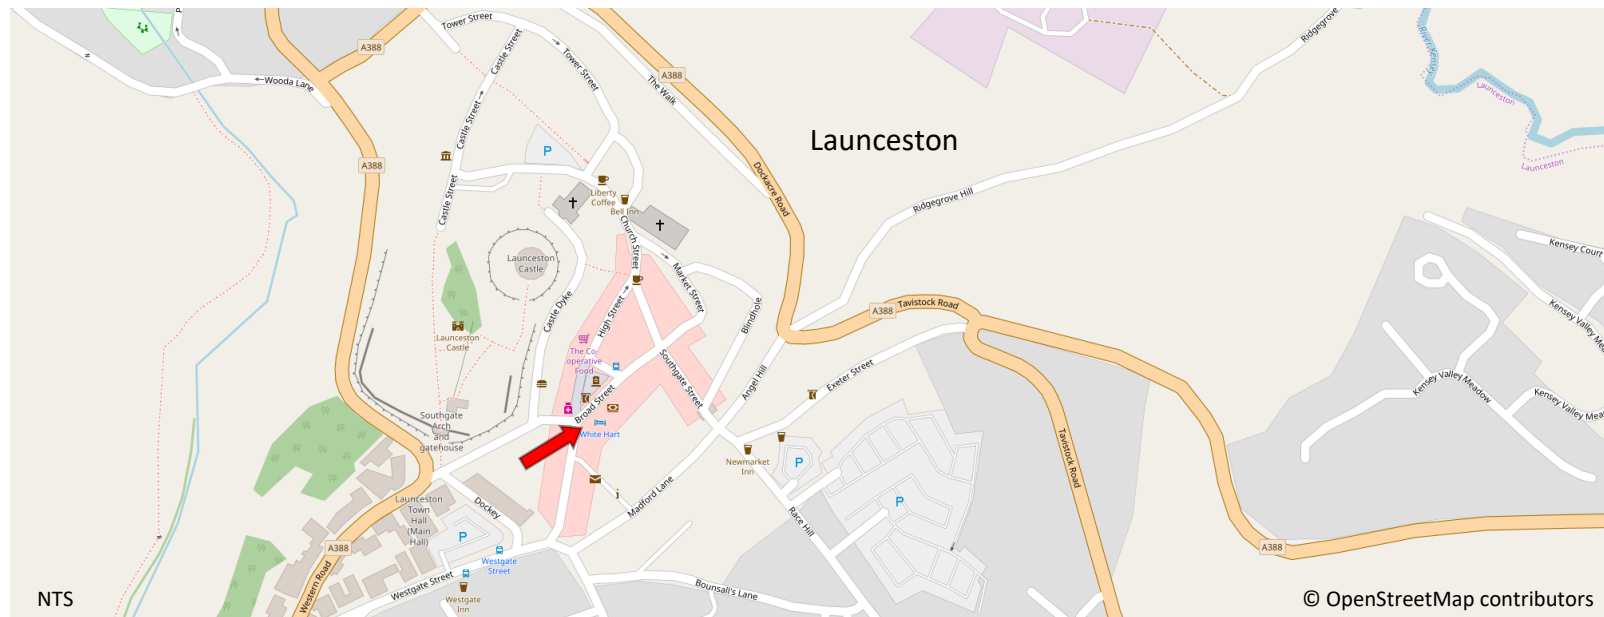 Tower Street
Castle Street
Tower Street
A388
Wooda Lane
A388
The Walk
Castle Street
Launceston
Ridgegrove
River Kensey
Launceston
Launceston
A388
Castle Street
Liberty
Coffee
Bell Inn
Dockacre Road
Ridgegrove Hill
Church Street
Launceston
Castle
Market Street
Kensey Court
Castle Dyke
High Street
Blindhole
A388
Tavistock Road
Kensey Valley Mea
Launceston
Castle
The Co-
operative
Food
Southgate Street
Angel Hill
Exeter Street
Kensey Valley Meadow
Kensey Valley Meado
Southgate
Arch
and
gatehouse
Broad Street
White Hart
Newmarket
Inn
Tavistock Road
P
P
P
P
i
Launceston
Town
Hall
(Main
Hall)
Dockey
Madford Lane
Race Hill
A388
A388
Westgate
Street
Westgate Street
Western Road
Westgate
Inn
Bounsall's Lane
NTS
© OpenStreetMap contributors